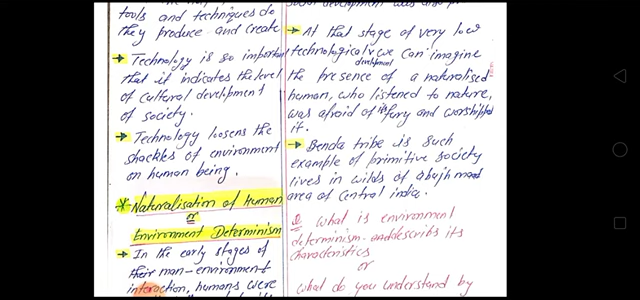 tools and techniques do
they produce and create
→ Technology is so important
that it indicates the level
of cultural development
of society.
→ Technology loosens the
shackles of environment
on human being.
* Naturalisation of Human
or
Environment Determinism
→ In the early stages of
their man-environment
interaction, humans were
→ At that stage of very low
technological development we can imagine
the presence of a naturalised
human, who listened to nature,
was afraid of its fury and worshipped
it.
→ Benda tribe is such
example of primitive society
lives in wilds of abujh maad
area of Central india.
Q What is environment
determinism and describs its
characteristics
or
what do you understand by